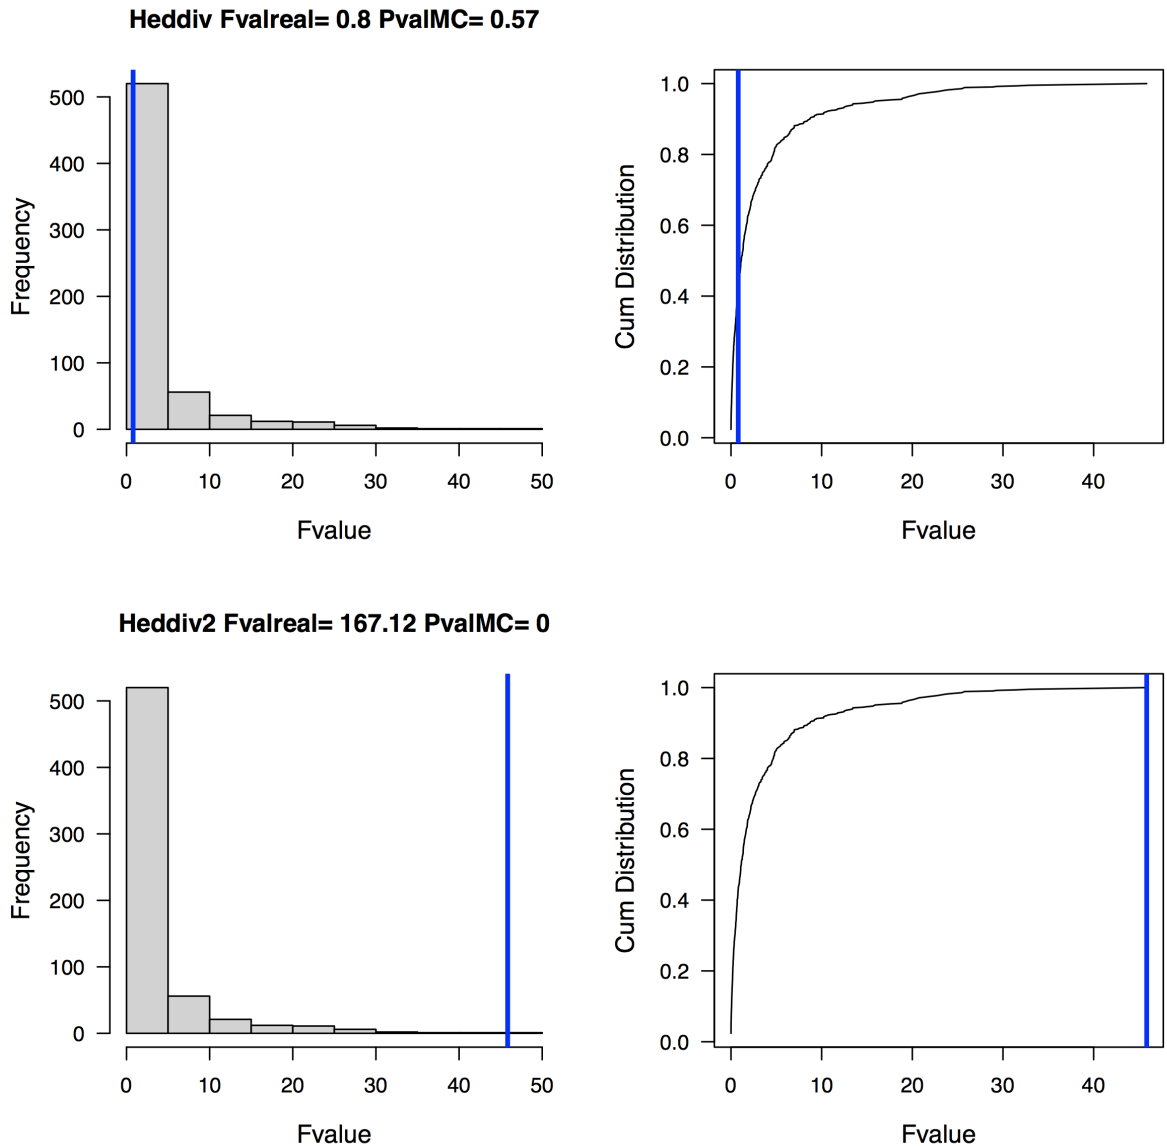 Heddiv Fvalreal= 0.8 PvalMC= 0.57
Frequency
500
400
300
200
100
0
0 10 20 30 40 50
Fvalue
Cum Distribution
1.0
0.8
0.6
0.4
0.2
0.0
0 10 20 30 40
Fvalue
Heddiv2 Fvalreal= 167.12 PvalMC= 0
Frequency
500
400
300
200
100
0
0 10 20 30 40 50
Fvalue
Cum Distribution
1.0
0.8
0.6
0.4
0.2
0.0
0 10 20 30 40
Fvalue